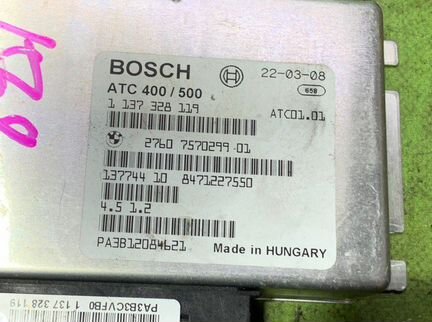 BOSCH 22-03-08
658
ATC 400 / 500
1 137 328 119 ATC01.01
2760 7570299.01
137744 10 8471227550
4.5 1.2
PA3B12084621 Made in HUNGARY
PA3B3CVFB0 1 137 328 119